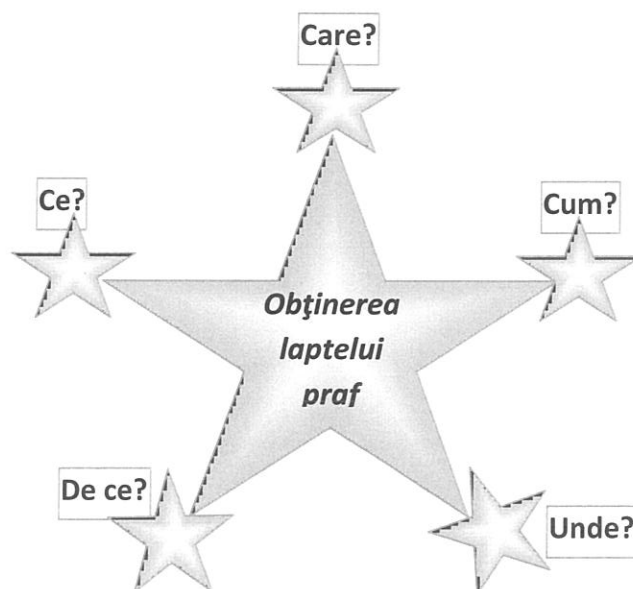 Care?
Ce?
Cum?
Obţinerea
laptelui
praf
De ce?
Unde?